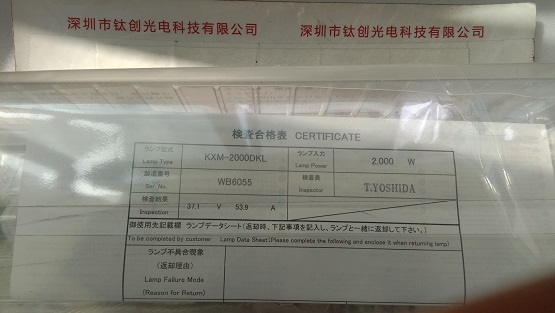 深圳市钛创光电科技有限公司 深圳市钛创光电科技有限公司
検査合格表 CERTIFICATE
ランプ型式 ランプ入力
Lamp Type KXM-2000DKL Lamp Power 2,000 W
製造番号 検査員
Ser. No. WB6055 Inspector T.YOSHiDA
検査結果
Inspection 37.1 V 53.9 A
御使用先記載欄 ランプデータシート(返却時、下記事項を記入し、ランプと一緒に返却して下さい。)
To be completed by customer Lamp Data Sheet(Please complete the following and enclose it when returning lamp)
ランプ不具合現象
(返却理由)
Lamp Failure Mode
(Reason for Return)